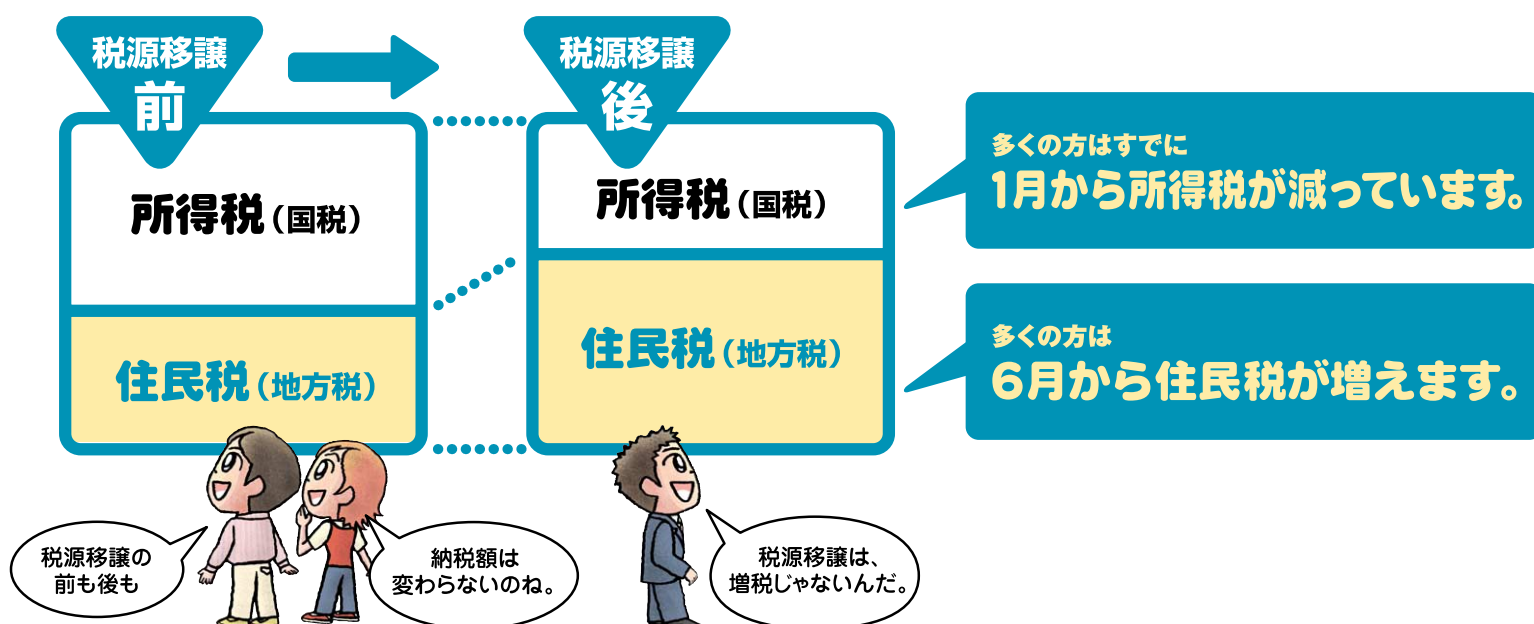 税源移譲
前
税源移譲
後
所得税（国税）
住民税（地方税）
所得税（国税）
住民税（地方税）
多くの方はすでに
1月から所得税が減っています。
多くの方は
6月から住民税が増えます。
税源移譲の
前も後も
納税額は
変わらないのね。
税源移譲は、
増税じゃないんだ。